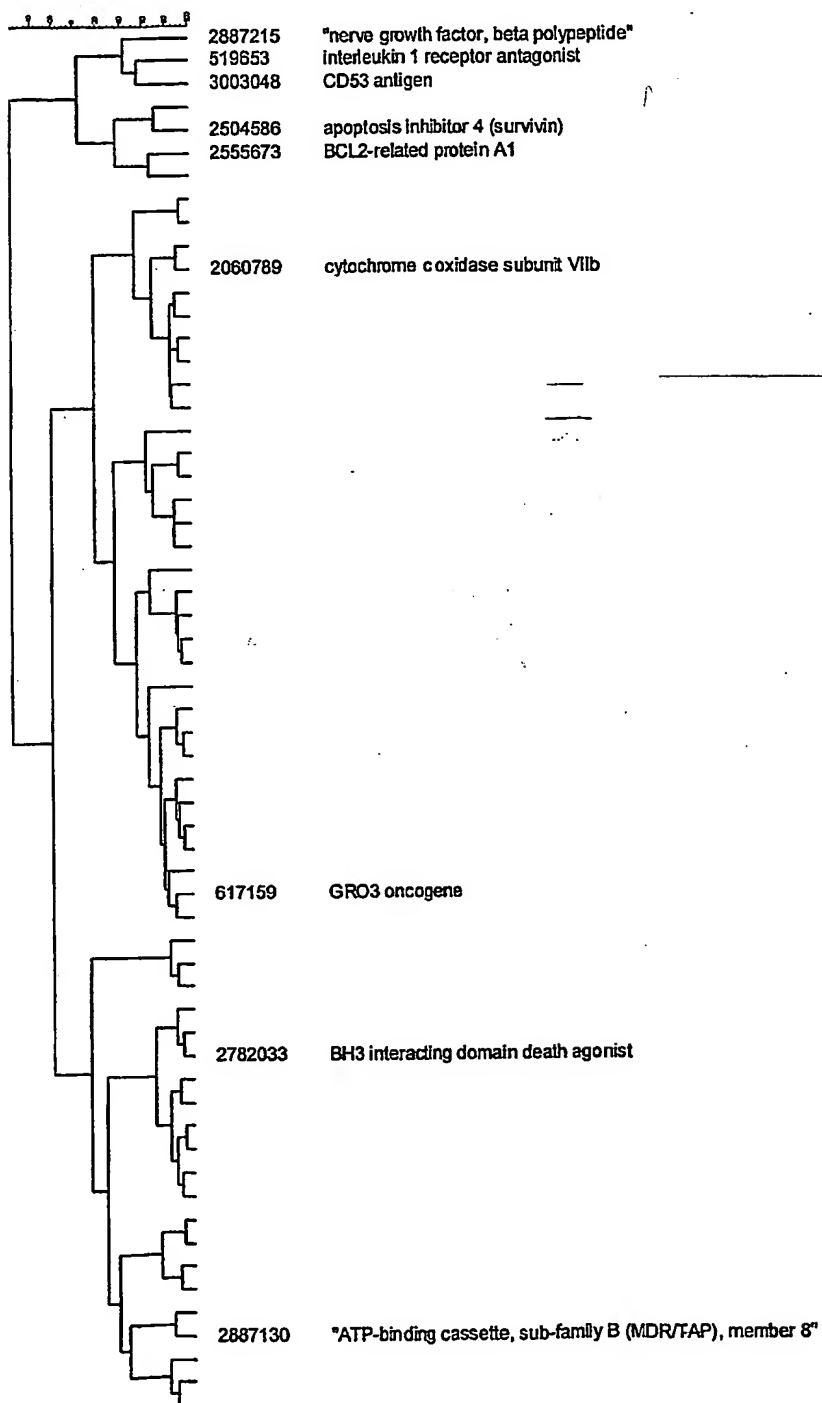 2887215 "nerve growth factor, beta polypeptide"
519653 interleukin 1 receptor antagonist
3003048 CD53 antigen
2504586 apoptosis inhibitor 4 (survivin)
2555673 BCL2-related protein A1
2060789 cytochrome c oxidase subunit VIIb
617159 GRO3 oncogene
2782033 BH3 interacting domain death agonist
2887130 "ATP-binding cassette, sub-family B (MDR/TAP), member 8"